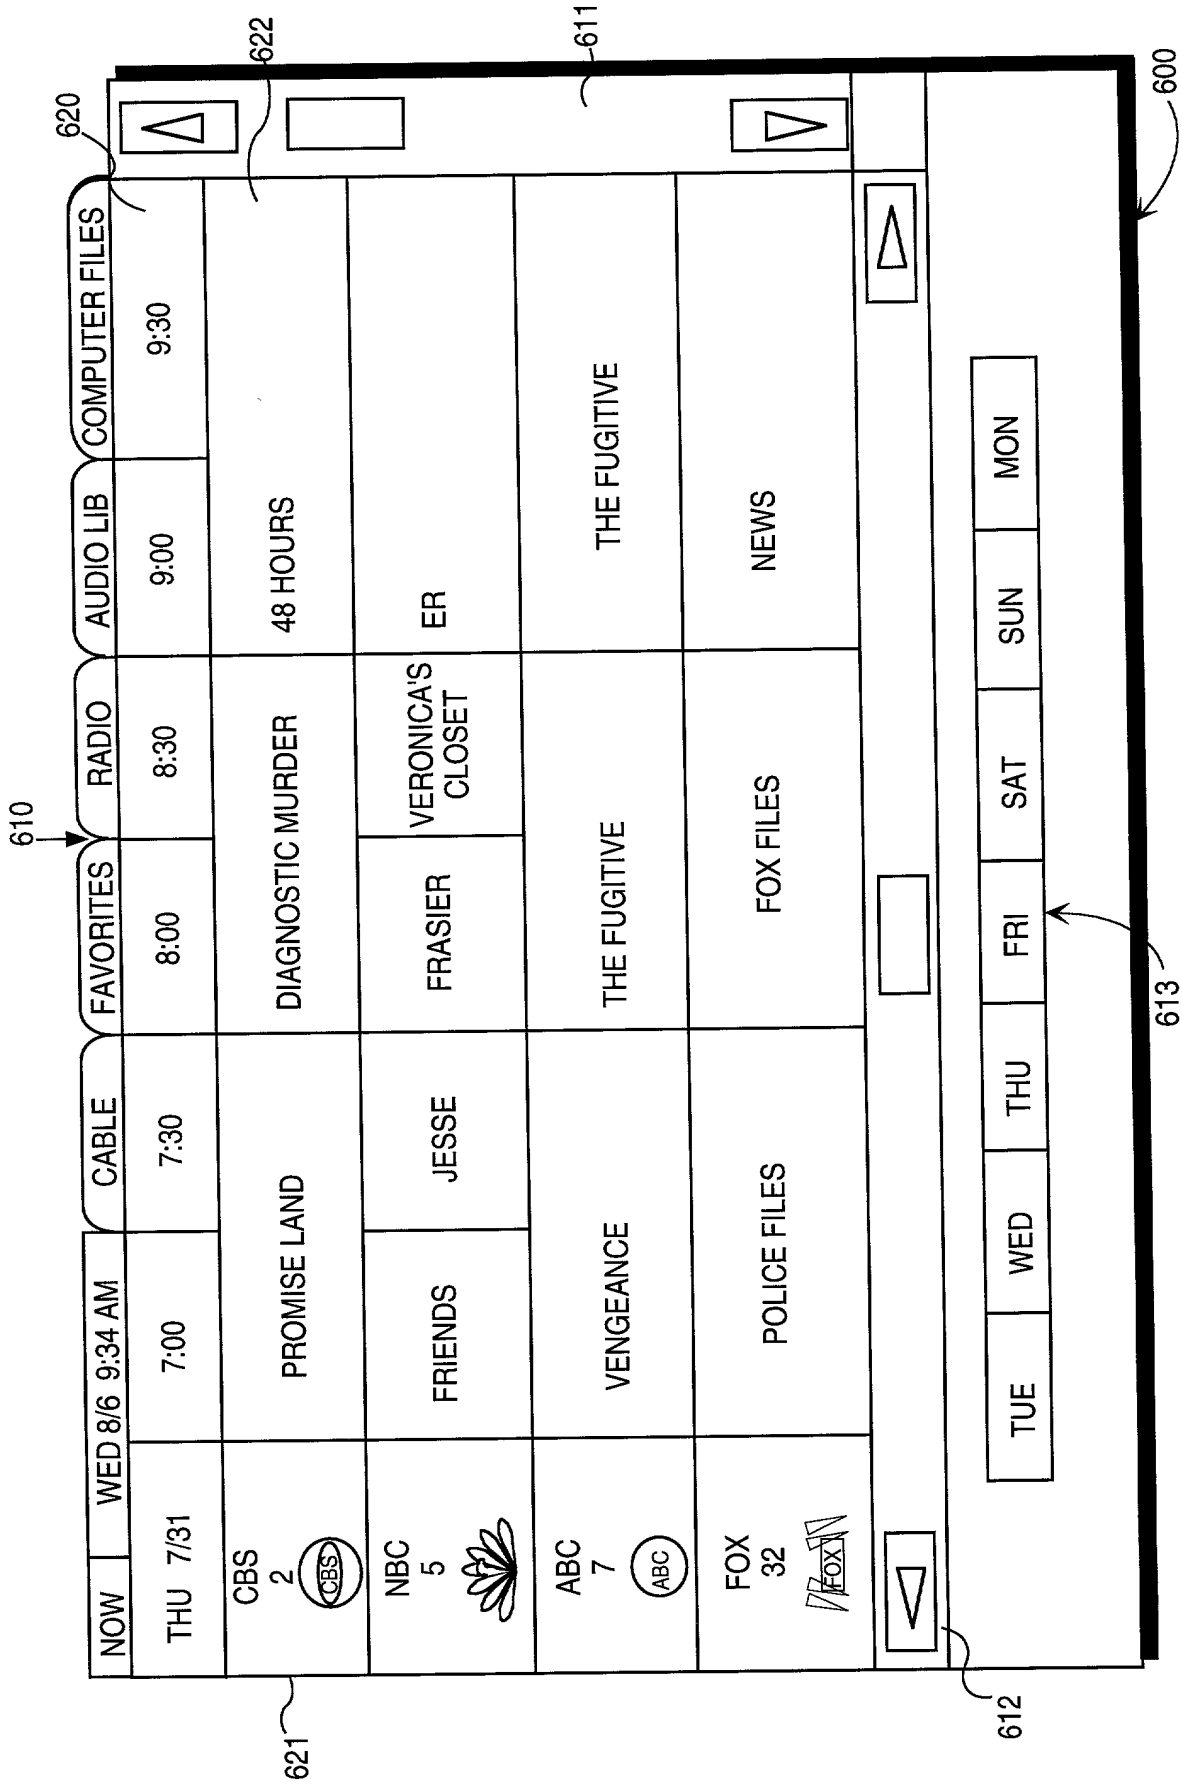 610
620
622
611
NOW
WED 8/6 9:34 AM
CABLE
FAVORITES
RADIO
AUDIO LIB
COMPUTER FILES
THU 7/31
7:00
7:30
8:00
8:30
9:00
9:30
621
CBS
2
CBS
PROMISE LAND
DIAGNOSTIC MURDER
48 HOURS
NBC
5
FRIENDS
JESSE
FRASIER
VERONICA'S
CLOSET
ER
ABC
7
ABC
VENGEANCE
THE FUGITIVE
THE FUGITIVE
FOX
32
FOX
POLICE FILES
FOX FILES
NEWS
612
TUE
WED
THU
FRI
SAT
SUN
MON
613
600